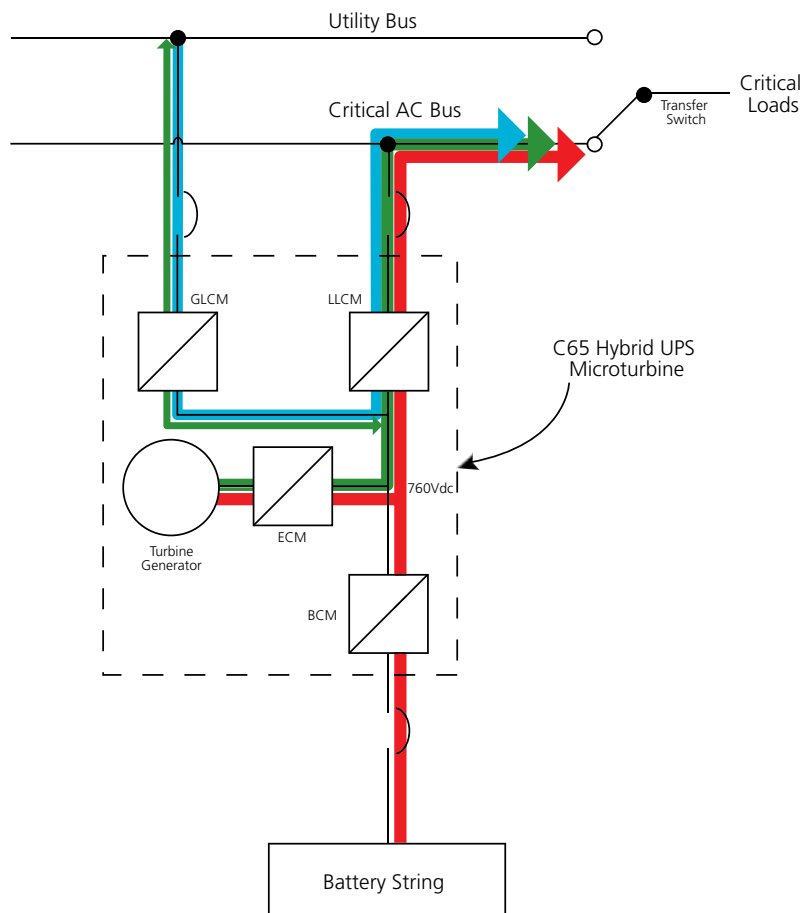 Utility Bus
Critical AC Bus
Critical
Loads
Transfer
Switch
GLCM
LLCM
C65 Hybrid UPS
Microturbine
760Vdc
ECM
Turbine
Generator
BCM
Battery String